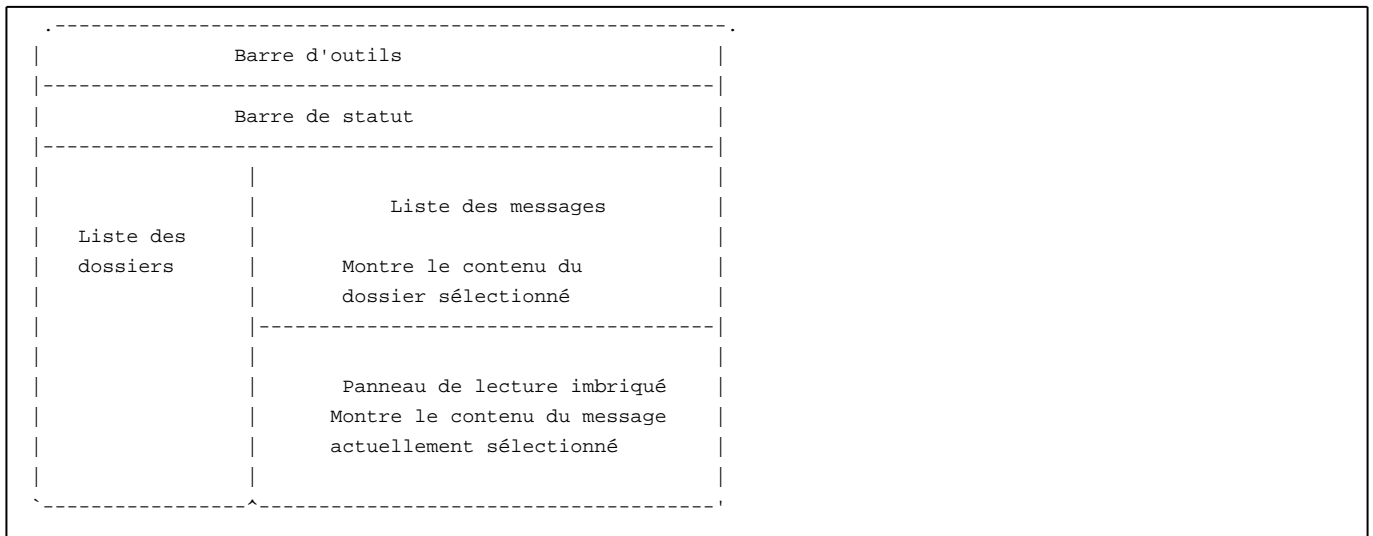 Barre d'outils
Barre de statut
Liste des messages
Liste des
dossiers
Montre le contenu du
dossier sélectionné
Panneau de lecture imbriqué
Montre le contenu du message
actuellement sélectionné